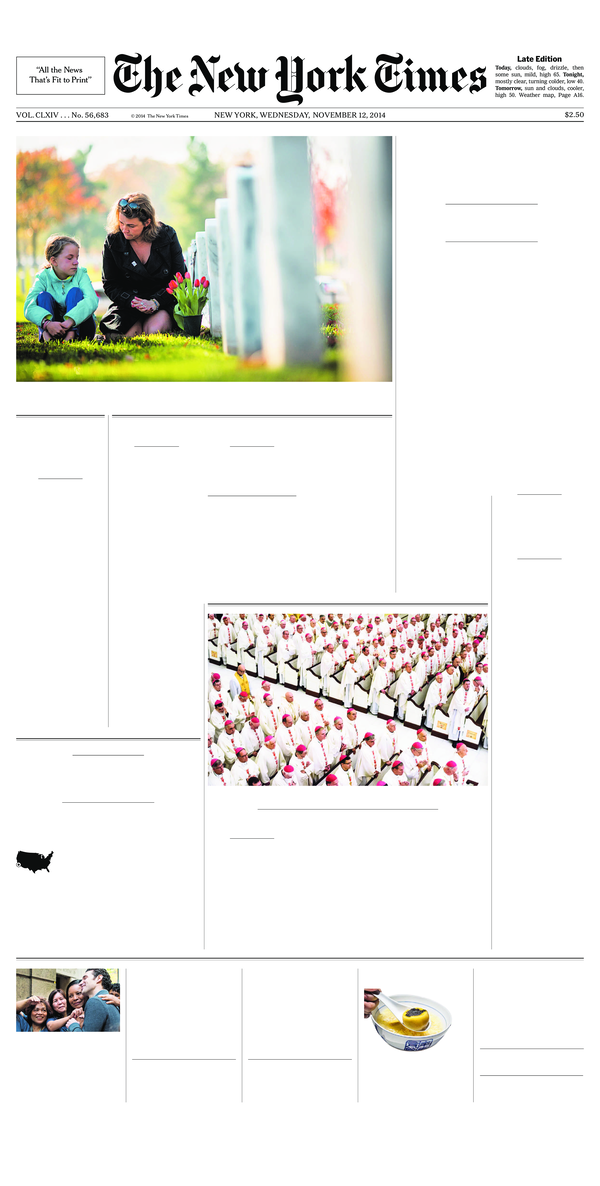 “All the News
That’s Fit to Print”
The New York Times
Late Edition
Today, clouds, fog, drizzle, then
some sun, mild, high 65. Tonight,
mostly clear, turning colder, low 40.
Tomorrow, sun and clouds, cooler,
high 50. Weather map, Page A16.
VOL. CLXIV . . . No. 56,683
© 2014 The New York Times
NEW YORK, WEDNESDAY, NOVEMBER 12, 2014
$2.50